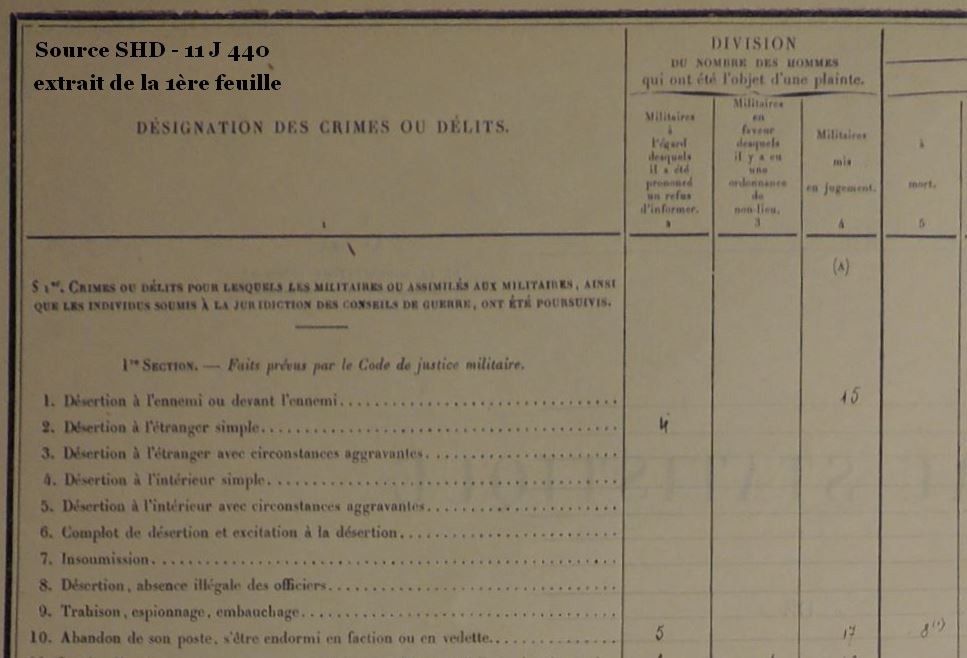 Source SHD - 11 J 440
extrait de la 1ère feuille
DÉSIGNATION DES CRIMES OU DÉLITS.
1
DIVISION
DU NOMBRE DES HOMMES
qui ont été l'objet d'une plainte.
Militaires
à
l'égard
desquels
il a été
prononcé
un refus
d'informer.
2
Militaires
en
faveur
desquels
il y a eu
une
ordonnance
de
non-lieu.
3
Militaires
mis
en jugement.
4
à
mort.
5
(A)
§ 1er. CRIMES OU DÉLITS POUR LESQUELS LES MILITAIRES OU ASSIMILÉS AUX MILITAIRES, AINSI
QUE LES INDIVIDUS SOUMIS À LA JURIDICTION DES CONSEILS DE GUERRE, ONT ÉTÉ POURSUIVIS.
1re SECTION. — Faits prévus par le Code de justice militaire.
1. Désertion à l'ennemi ou devant l'ennemi. 15
2. Désertion à l'étranger simple. 4
3. Désertion à l'étranger avec circonstances aggravantes.
4. Désertion à l'intérieur simple.
5. Désertion à l'intérieur avec circonstances aggravantes.
6. Complot de désertion et excitation à la désertion.
7. Insoumission.
8. Désertion, absence illégale des officiers.
9. Trahison, espionnage, embauchage.
10. Abandon de son poste, s'être endormi en faction ou en vedette. 5 17 8(1)